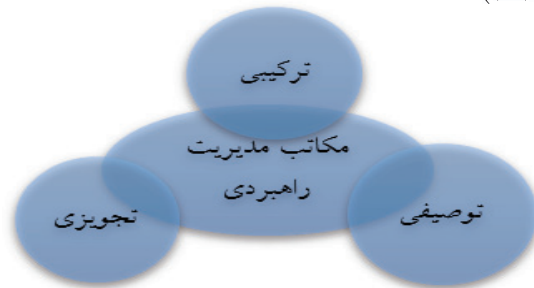 ترکیبی
مکاتب مدیریت
راهبردی
توصیفی
تجویزی